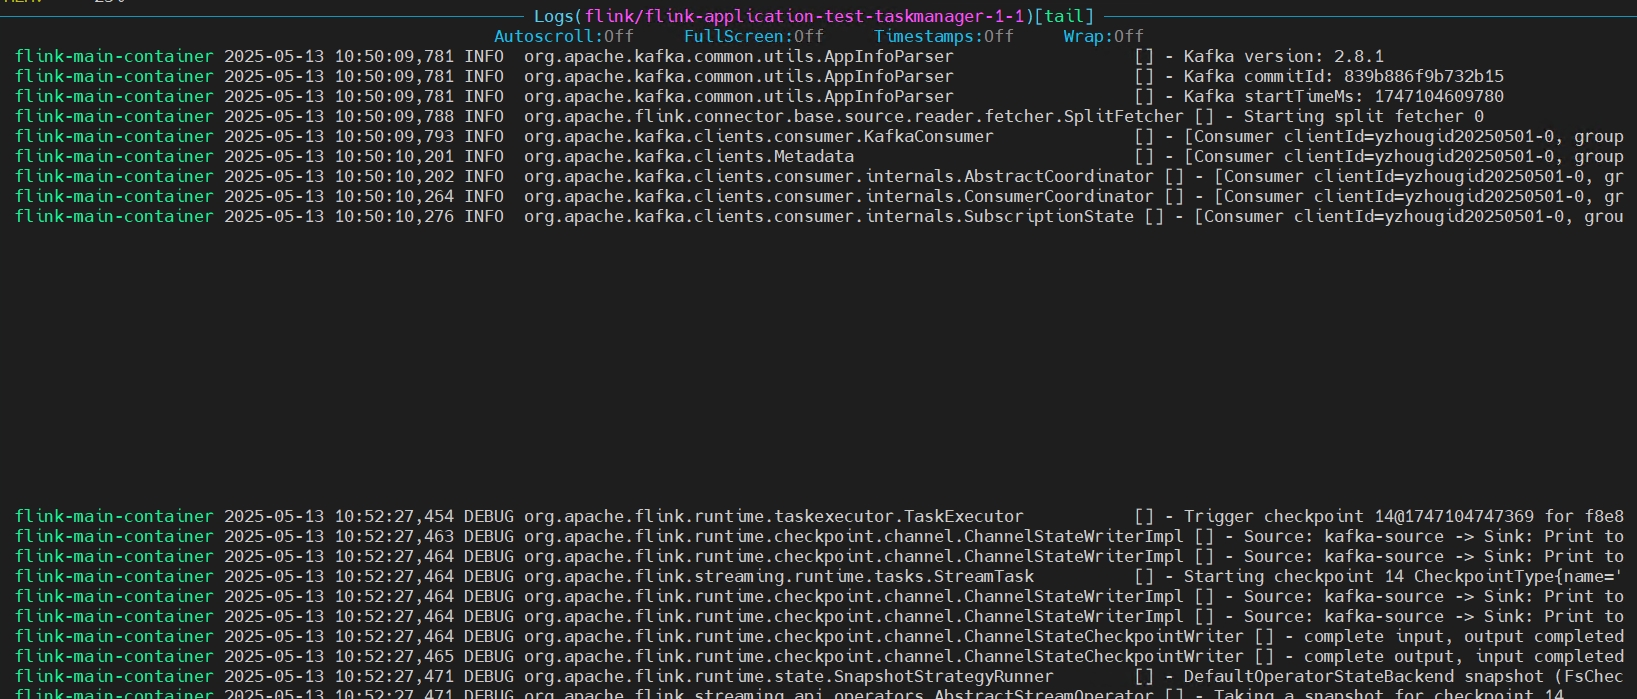 Logs(flink/flink-application-test-taskmanager-1-1)[tail]
Autoscroll:Off FullScreen:Off Timestamps:Off Wrap:Off
flink-main-container 2025-05-13 10:50:09,781 INFO org.apache.kafka.common.utils.AppInfoParser [] - Kafka version: 2.8.1
flink-main-container 2025-05-13 10:50:09,781 INFO org.apache.kafka.common.utils.AppInfoParser [] - Kafka commitId: 839b886f9b732b15
flink-main-container 2025-05-13 10:50:09,781 INFO org.apache.kafka.common.utils.AppInfoParser [] - Kafka startTimeMs: 1747104609780
flink-main-container 2025-05-13 10:50:09,788 INFO org.apache.flink.connector.base.source.reader.fetcher.SplitFetcher [] - Starting split fetcher 0
flink-main-container 2025-05-13 10:50:09,793 INFO org.apache.kafka.clients.consumer.KafkaConsumer [] - [Consumer clientId=yzhougid20250501-0, group
flink-main-container 2025-05-13 10:50:10,201 INFO org.apache.kafka.clients.Metadata [] - [Consumer clientId=yzhougid20250501-0, group
flink-main-container 2025-05-13 10:50:10,202 INFO org.apache.kafka.clients.consumer.internals.AbstractCoordinator [] - [Consumer clientId=yzhougid20250501-0, gr
flink-main-container 2025-05-13 10:50:10,264 INFO org.apache.kafka.clients.consumer.internals.ConsumerCoordinator [] - [Consumer clientId=yzhougid20250501-0, gr
flink-main-container 2025-05-13 10:50:10,276 INFO org.apache.kafka.clients.consumer.internals.SubscriptionState [] - [Consumer clientId=yzhougid20250501-0, grou
flink-main-container 2025-05-13 10:52:27,454 DEBUG org.apache.flink.runtime.taskexecutor.TaskExecutor [] - Trigger checkpoint 14@1747104747369 for f8e8
flink-main-container 2025-05-13 10:52:27,463 DEBUG org.apache.flink.runtime.checkpoint.channel.ChannelStateWriterImpl [] - Source: kafka-source -> Sink: Print to
flink-main-container 2025-05-13 10:52:27,464 DEBUG org.apache.flink.runtime.checkpoint.channel.ChannelStateWriterImpl [] - Source: kafka-source -> Sink: Print to
flink-main-container 2025-05-13 10:52:27,464 DEBUG org.apache.flink.streaming.runtime.tasks.StreamTask [] - Starting checkpoint 14 CheckpointType{name='
flink-main-container 2025-05-13 10:52:27,464 DEBUG org.apache.flink.runtime.checkpoint.channel.ChannelStateWriterImpl [] - Source: kafka-source -> Sink: Print to
flink-main-container 2025-05-13 10:52:27,464 DEBUG org.apache.flink.runtime.checkpoint.channel.ChannelStateWriterImpl [] - Source: kafka-source -> Sink: Print to
flink-main-container 2025-05-13 10:52:27,464 DEBUG org.apache.flink.runtime.checkpoint.channel.ChannelStateCheckpointWriter [] - complete input, output completed
flink-main-container 2025-05-13 10:52:27,465 DEBUG org.apache.flink.runtime.checkpoint.channel.ChannelStateCheckpointWriter [] - complete output, input completed
flink-main-container 2025-05-13 10:52:27,471 DEBUG org.apache.flink.runtime.state.SnapshotStrategyRunner [] - DefaultOperatorStateBackend snapshot (FsChec
flink-main-container 2025-05-13 10:52:27,471 DEBUG org.apache.flink.streaming.api.operators.AbstractStreamOperator [] - Taking a snapshot for checkpoint 14